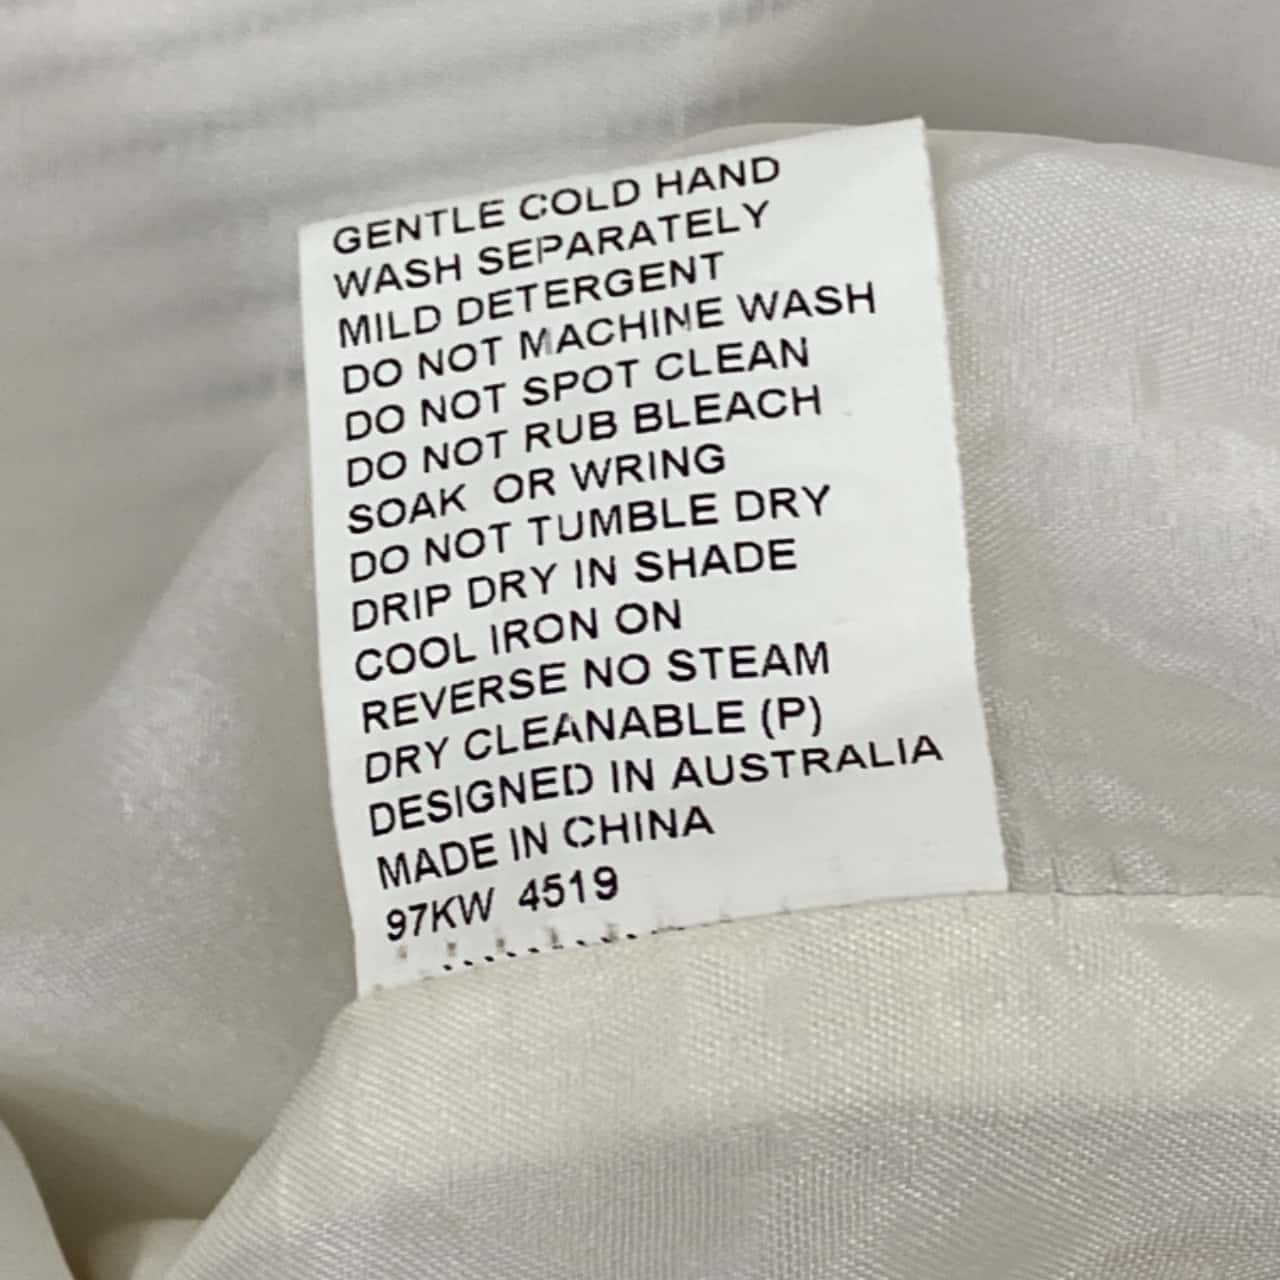 GENTLE COLD HAND
WASH SEPARATELY
MILD DETERGENT
DO NOT MACHINE WASH
DO NOT SPOT CLEAN
DO NOT RUB BLEACH
SOAK OR WRING
DO NOT TUMBLE DRY
DRIP DRY IN SHADE
COOL IRON ON
REVERSE NO STEAM
DRY CLEANABLE (P)
DESIGNED IN AUSTRALIA
MADE IN CHINA
97KW 4519